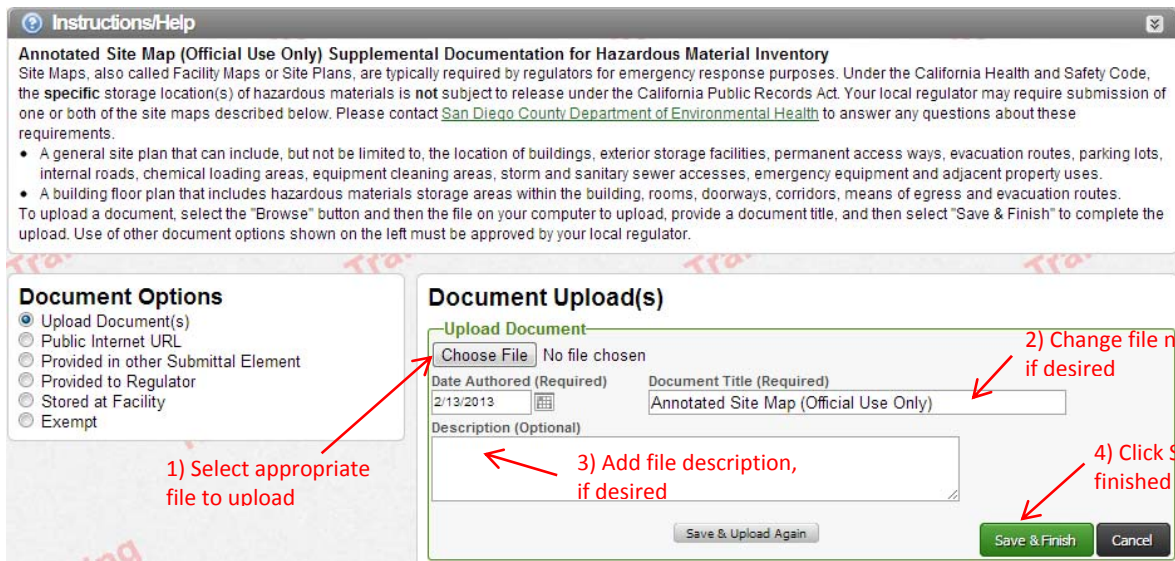 Instructions/Help
Annotated Site Map (Official Use Only) Supplemental Documentation for Hazardous Material Inventory
Site Maps, also called Facility Maps or Site Plans, are typically required by regulators for emergency response purposes. Under the California Health and Safety Code,
the specific storage location(s) of hazardous materials is not subject to release under the California Public Records Act. Your local regulator may require submission of
one or both of the site maps described below. Please contact San Diego County Department of Environmental Health to answer any questions about these
requirements.
• A general site plan that can include, but not be limited to, the location of buildings, exterior storage facilities, permanent access ways, evacuation routes, parking lots,
internal roads, chemical loading areas, equipment cleaning areas, storm and sanitary sewer accesses, emergency equipment and adjacent property uses.
• A building floor plan that includes hazardous materials storage areas within the building, rooms, doorways, corridors, means of egress and evacuation routes.
To upload a document, select the "Browse" button and then the file on your computer to upload, provide a document title, and then select "Save & Finish" to complete the
upload. Use of other document options shown on the left must be approved by your local regulator.
Document Options
Upload Document(s)
Public Internet URL
Provided in other Submittal Element
Provided to Regulator
Stored at Facility
Exempt
1) Select appropriate
file to upload
Document Upload(s)
Upload Document
Choose File No file chosen
2) Change file n
if desired
Date Authored (Required) Document Title (Required)
2/13/2013 Annotated Site Map (Official Use Only)
Description (Optional)
3) Add file description,
if desired
4) Click S
finished
Save & Upload Again
Save & Finish
Cancel